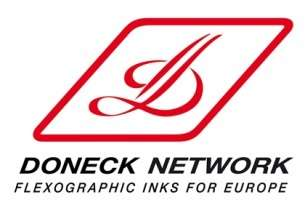 D
DONECK NETWORK
FLEXOGRAPHIC INKS FOR EUROPE